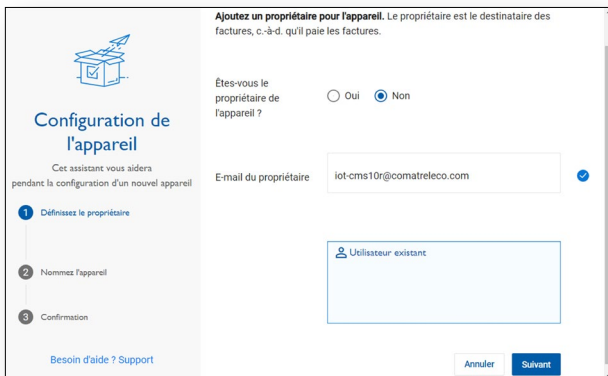 Configuration de
l'appareil
Cet assistant vous aidera
pendant la configuration d'un nouvel appareil
1 Définissez le propriétaire
2 Nommez l'appareil
3 Confirmation
Besoin d'aide ? Support
Ajoutez un propriétaire pour l'appareil. Le propriétaire est le destinataire des
factures, c.-à-d. qu'il paie les factures.
Êtes-vous le
propriétaire de
l'appareil ?
Oui Non
E-mail du propriétaire
iot-cms10r@comatreleco.com
Utilisateur existant
Annuler Suivant